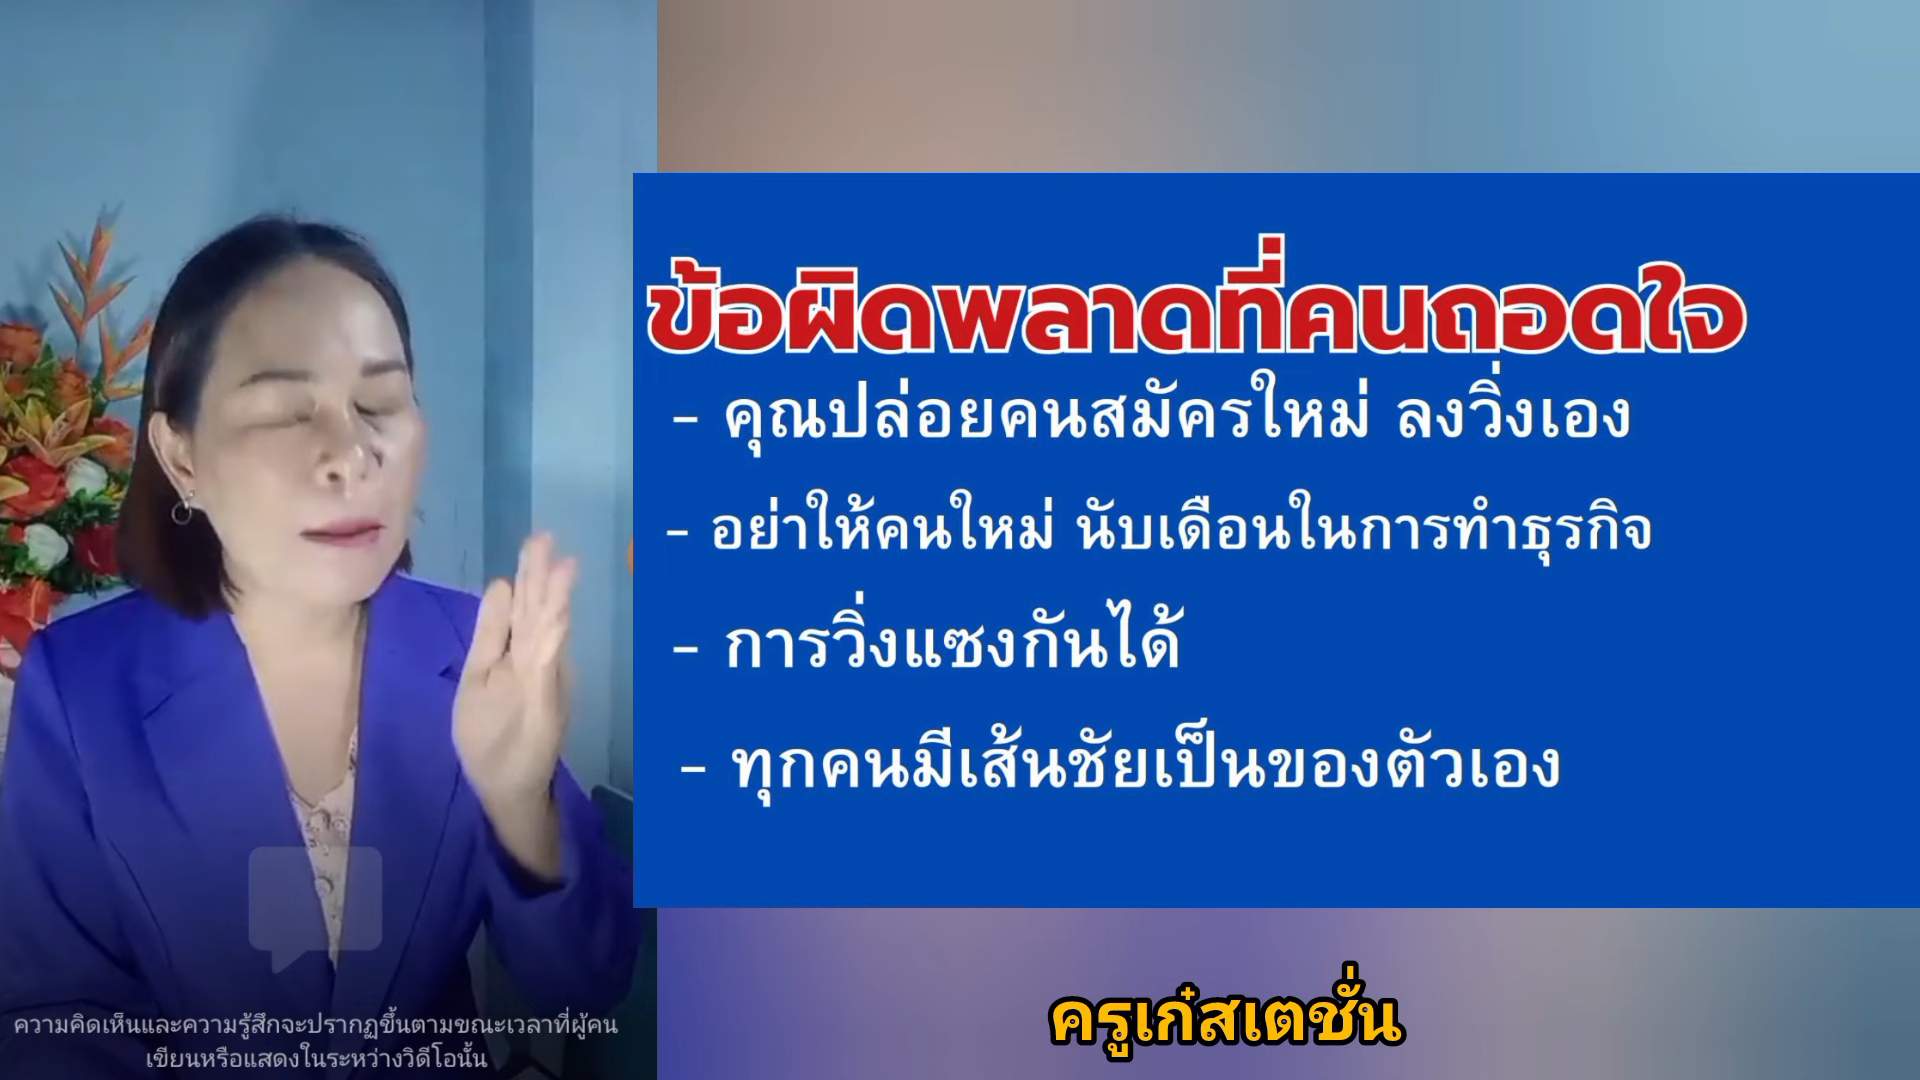 ข้อผิดพลาดที่คนถอดใจ
- คุณปล่อยคนสมัครใหม่ ลงวิ่งเอง
- อย่าให้คนใหม่ นับเดือนในการทำธุรกิจ
- การวิ่งแซงกันได้
- ทุกคนมีเส้นชัยเป็นของตัวเอง
ครูเก๋สเตชั่น
ความคิดเห็นและความรู้สึกจะปรากฏขึ้นตามขณะเวลาที่ผู้คน
เขียนหรือแสดงในระหว่างวิดีโอนั้น